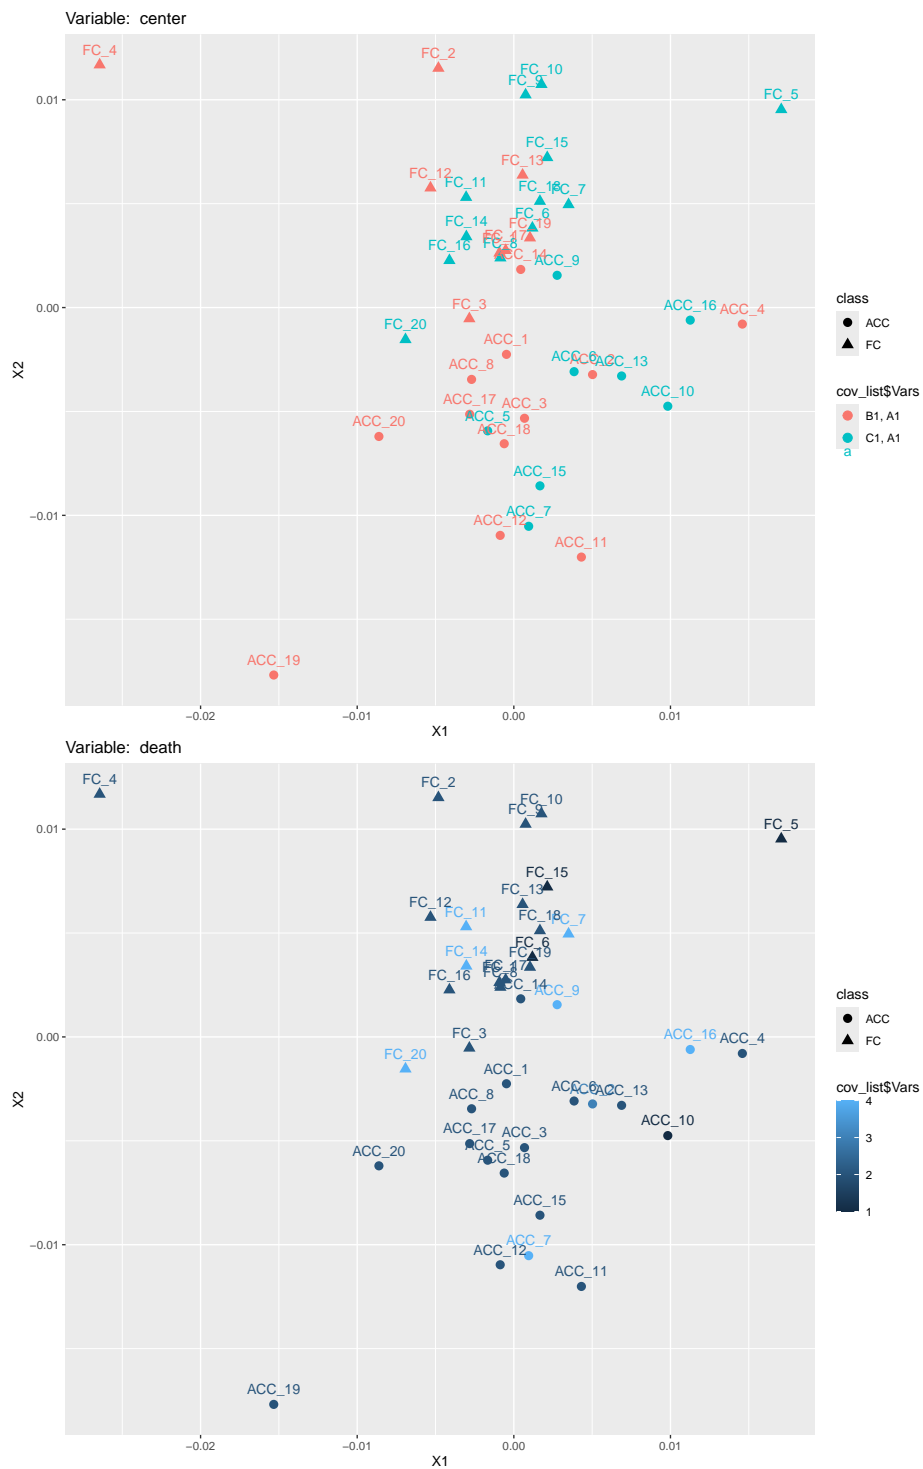 Variable:  center
FC_4
FC_2
FC_10
FC_9
FC_5
0.01
FC_15
FC_13
FC_12
FC_11
FC_18
FC_7
FC_6
FC_14
FC_19
FC_17
FC_16
FC_8
ACC_14
ACC_9
0.00
FC_3
FC_20
ACC_16
ACC_4
ACC_1
ACC_8
ACC_6
ACC_2
ACC_13
ACC_10
ACC_17
ACC_3
ACC_5
ACC_20
ACC_18
ACC_15
−0.01
ACC_7
ACC_12
ACC_11
ACC_19
X2
−0.02
−0.01
0.00
0.01
X1
class
ACC
FC
cov_list$Vars
B1, A1
C1, A1
a
Variable:  death
FC_4
FC_2
FC_10
FC_9
FC_5
0.01
FC_15
FC_13
FC_12
FC_11
FC_18
FC_7
FC_6
FC_14
FC_19
FC_17
FC_16
FC_8
ACC_14
ACC_9
0.00
FC_3
FC_20
ACC_16
ACC_4
ACC_1
ACC_8
ACC_6
ACC_2
ACC_13
ACC_10
ACC_17
ACC_3
ACC_5
ACC_20
ACC_18
ACC_15
−0.01
ACC_7
ACC_12
ACC_11
ACC_19
X2
−0.02
−0.01
0.00
0.01
X1
class
ACC
FC
cov_list$Vars
4
3
2
1